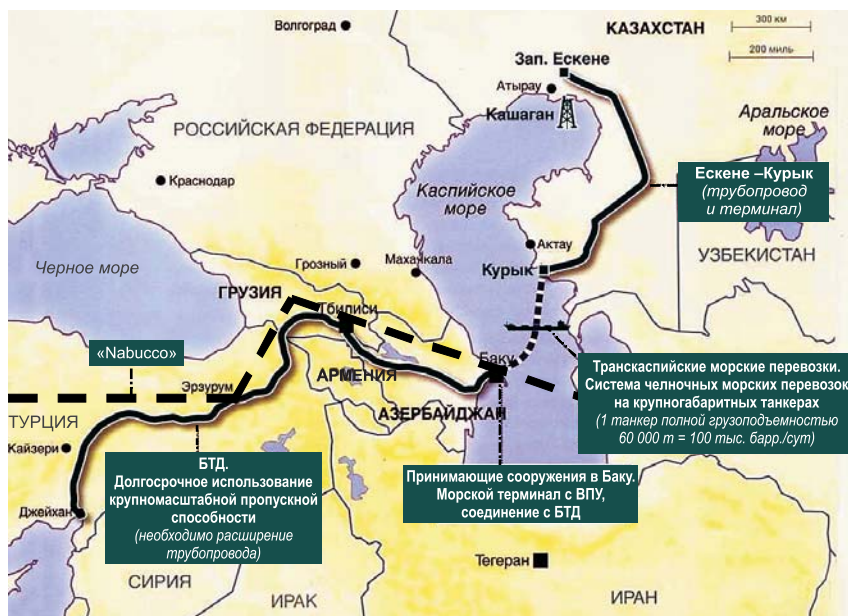 300 км
200 миль
Волгоград
КАЗАХСТАН
Зап. Ескене
Атырау
Кашаган
Аральское
море
РОССИЙСКАЯ ФЕДЕРАЦИЯ
Краснодар
Каспийское
море
Ескене –Курык
(трубопровод
и терминал)
Актау
УЗБЕКИСТАН
Черное море
Грозный
Махачкала
Курык
ГРУЗИЯ
Тбилиси
«Nabucco»
Баку
Транскаспийские морские перевозки.
Система челночных морских перевозок
на крупногабаритных танкерах
(1 танкер полной грузоподъемностью
60 000 т = 100 тыс. барр./сут)
Эрзурум
АРМЕНИЯ
АЗЕРБАЙДЖАН
ТУРЦИЯ
Кайзери
БТД.
Долгосрочное использование
крупномасштабной пропускной
способности
(необходимо расширение
трубопровода)
Принимающие сооружения в Баку.
Морской терминал с ВПУ,
соединение с БТД
Джейхан
Тегеран
СИРИЯ
ИРАК
ИРАН